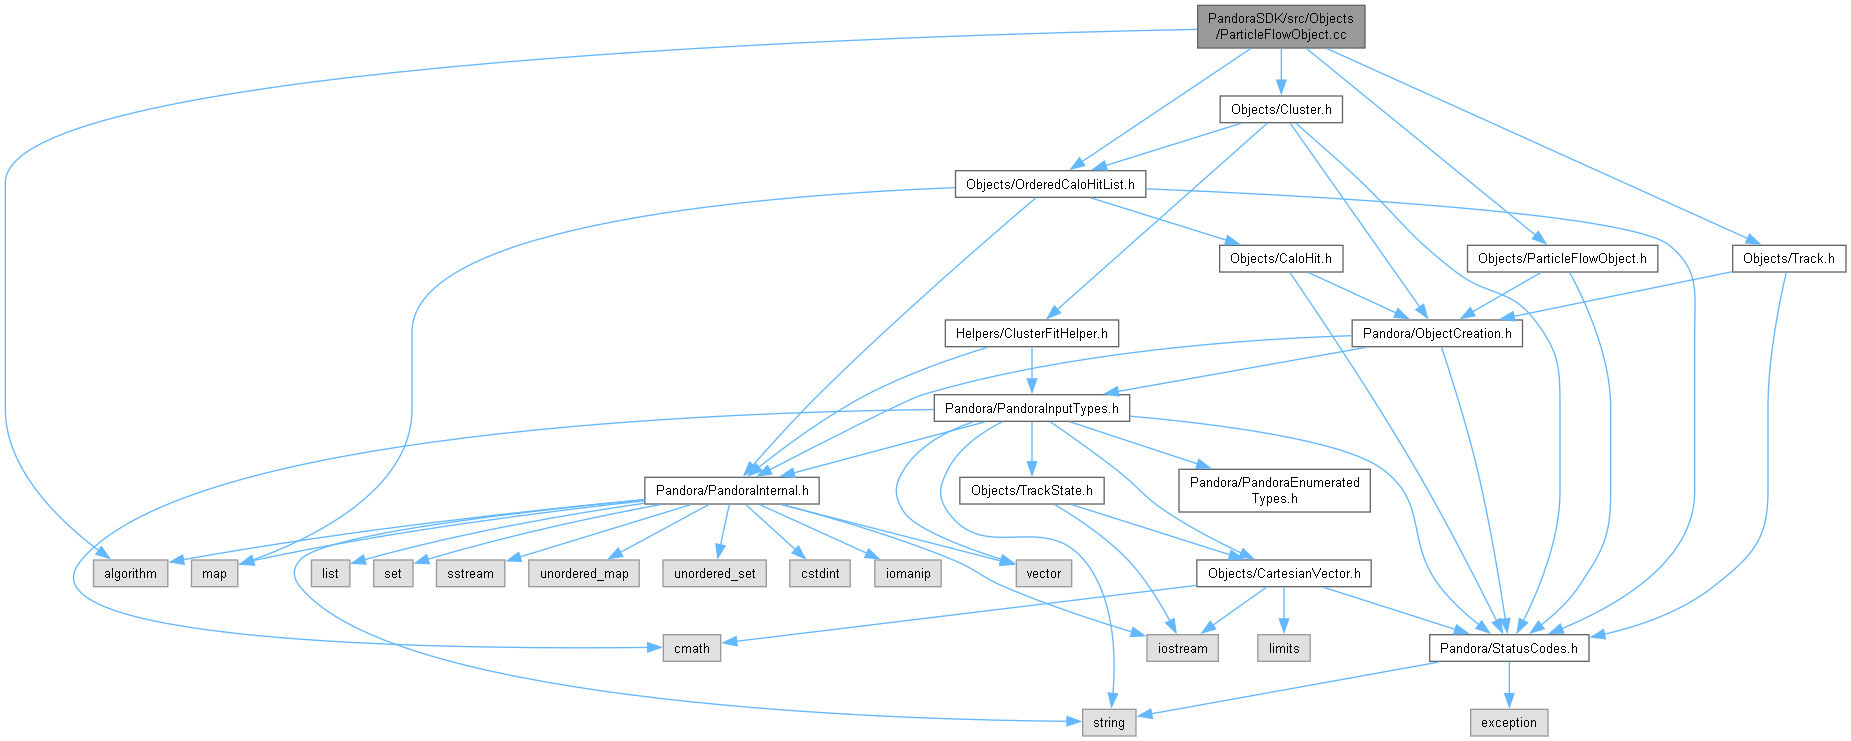 PandoraSDK/src/Objects
/ParticleFlowObject.cc
Objects/Cluster.h
Objects/OrderedCaloHitList.h
Objects/CaloHit.h
Objects/ParticleFlowObject.h
Objects/Track.h
Helpers/ClusterFitHelper.h
Pandora/ObjectCreation.h
Pandora/PandoraInputTypes.h
Pandora/PandoraInternal.h
Objects/TrackState.h
Pandora/PandoraEnumerated
Types.h
algorithm
map
list
set
sstream
unordered_map
unordered_set
cstdint
iomanip
vector
Objects/CartesianVector.h
cmath
iostream
limits
Pandora/StatusCodes.h
string
exception